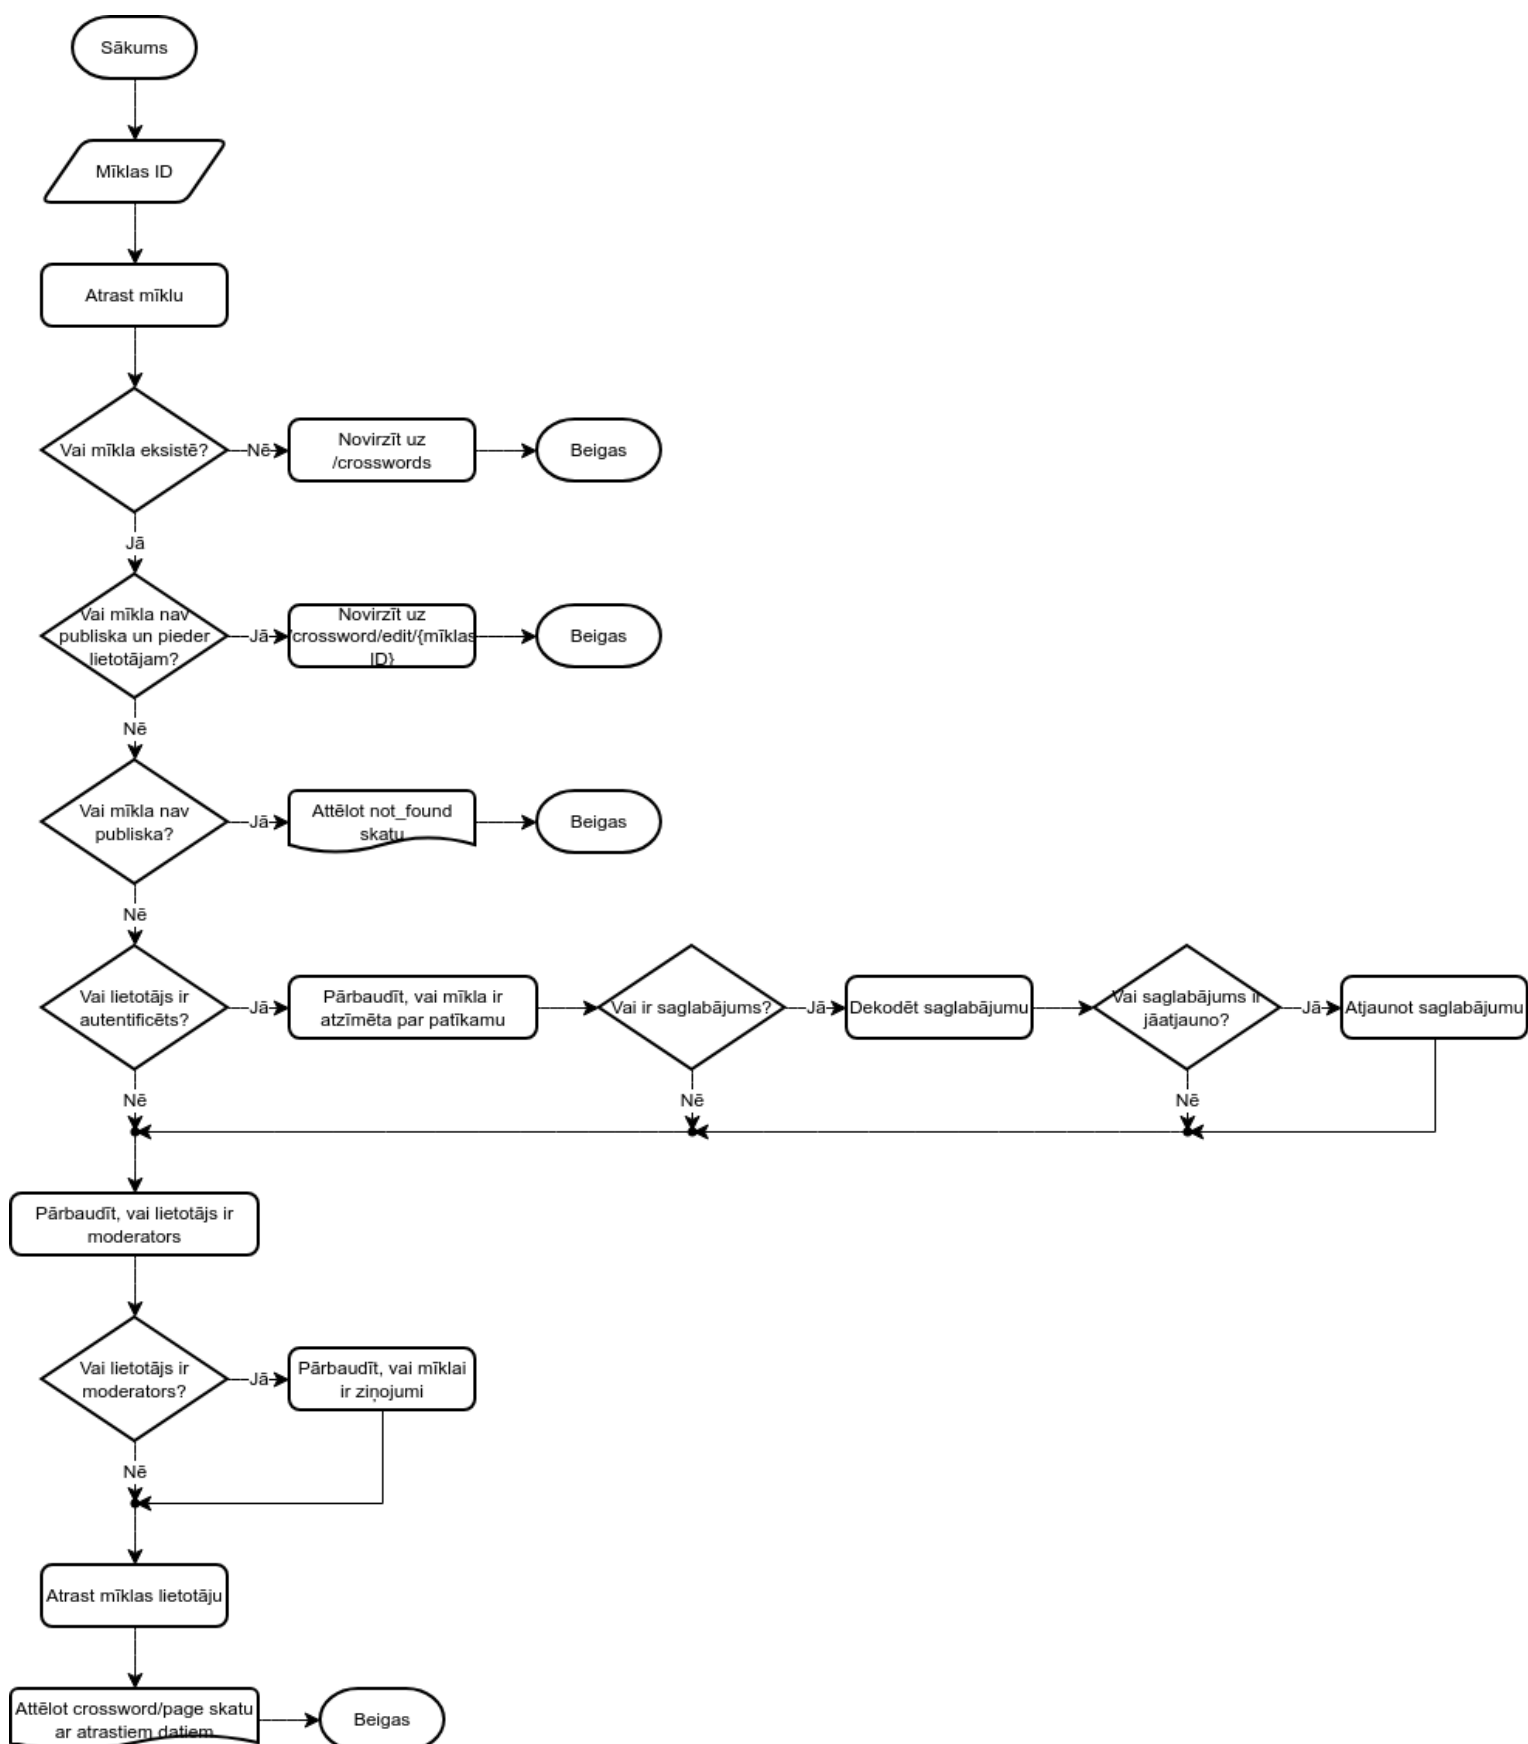 Sākums
Mīklas ID
Atrast mīklu
Vai mīkla eksistē?
Nē
Novirzīt uz
/crosswords
Beigas
Jā
Vai mīkla nav
publiska un pieder
lietotājam?
Jā
Novirzīt uz
/crossword/edit/{mīklas
ID}
Beigas
Nē
Vai mīkla nav
publiska?
Jā
Attēlot not_found
skatu
Beigas
Nē
Vai lietotājs ir
autentificēts?
Jā
Pārbaudīt, vai mīkla ir
atzīmēta par patīkamu
Vai ir saglabājums?
Jā
Dekodēt saglabājumu
Vai saglabājums ir
jāatjauno?
Jā
Atjaunot saglabājumu
Nē
Nē
Nē
Pārbaudīt, vai lietotājs ir
moderators
Vai lietotājs ir
moderators?
Jā
Pārbaudīt, vai mīklai
ir ziņojumi
Nē
Atrast mīklas lietotāju
Attēlot crossword/page skatu
ar atrastiem datiem
Beigas